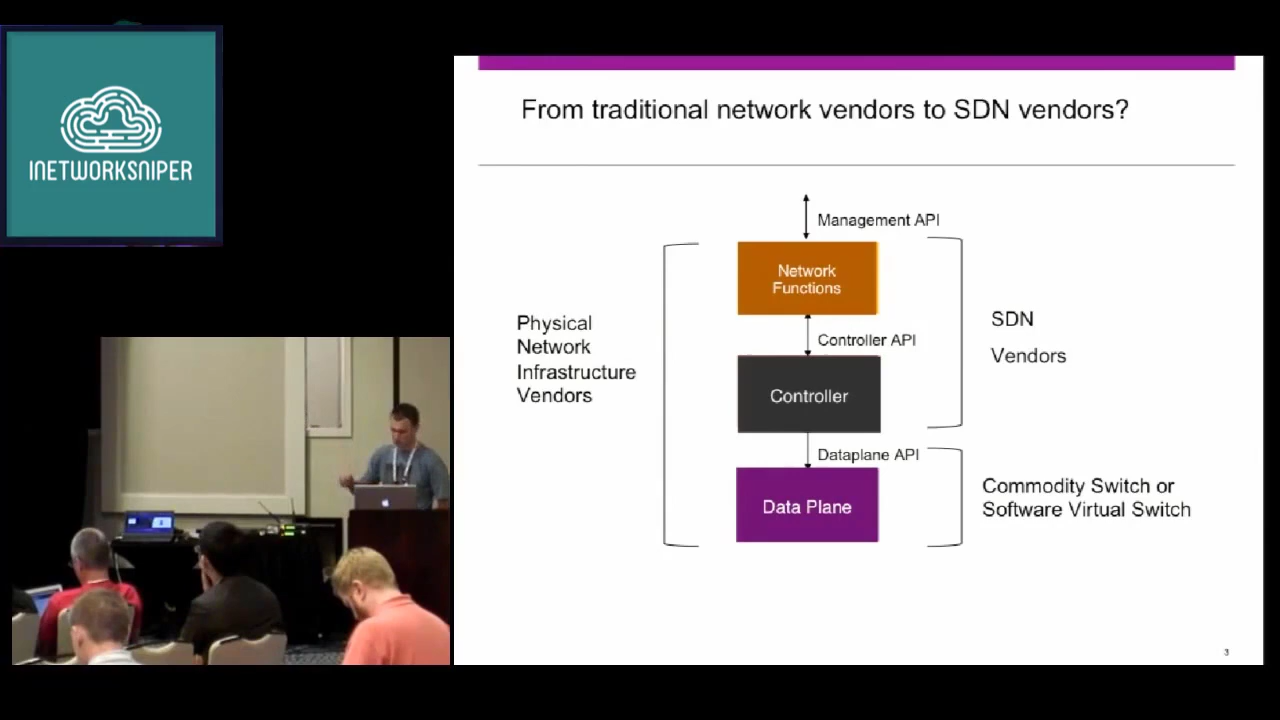 INETWORKSNIPER
From traditional network vendors to SDN vendors?
Management API
Network
Functions
Controller API
Controller
Dataplane API
Data Plane
Physical
Network
Infrastructure
Vendors
SDN
Vendors
Commodity Switch or
Software Virtual Switch
3